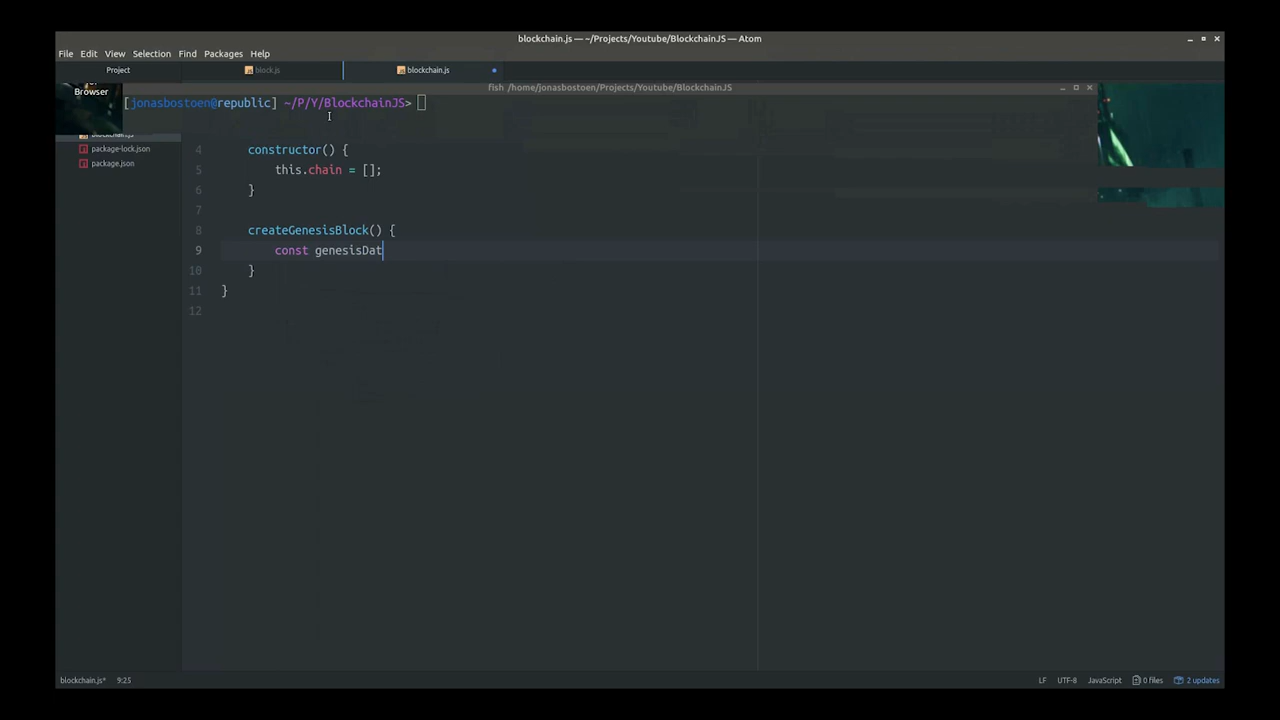 blockchain.js — ~/Projects/Youtube/BlockchainJS — Atom
File Edit View Selection Find Packages Help
Project block.js blockchain.js
fish /home/jonasbostoen/Projects/Youtube/BlockchainJS
Browser
[jonasbostoen@republic] ~/P/Y/BlockchainJS>
blockchain.js
package-lock.json
package.json
4 constructor() {
5 this.chain = [];
6 }
7
8 createGenesisBlock() {
9 const genesisDat
10 }
11 }
12
blockchain.js* 9:25 LF UTF-8 JavaScript 0 files 2 updates